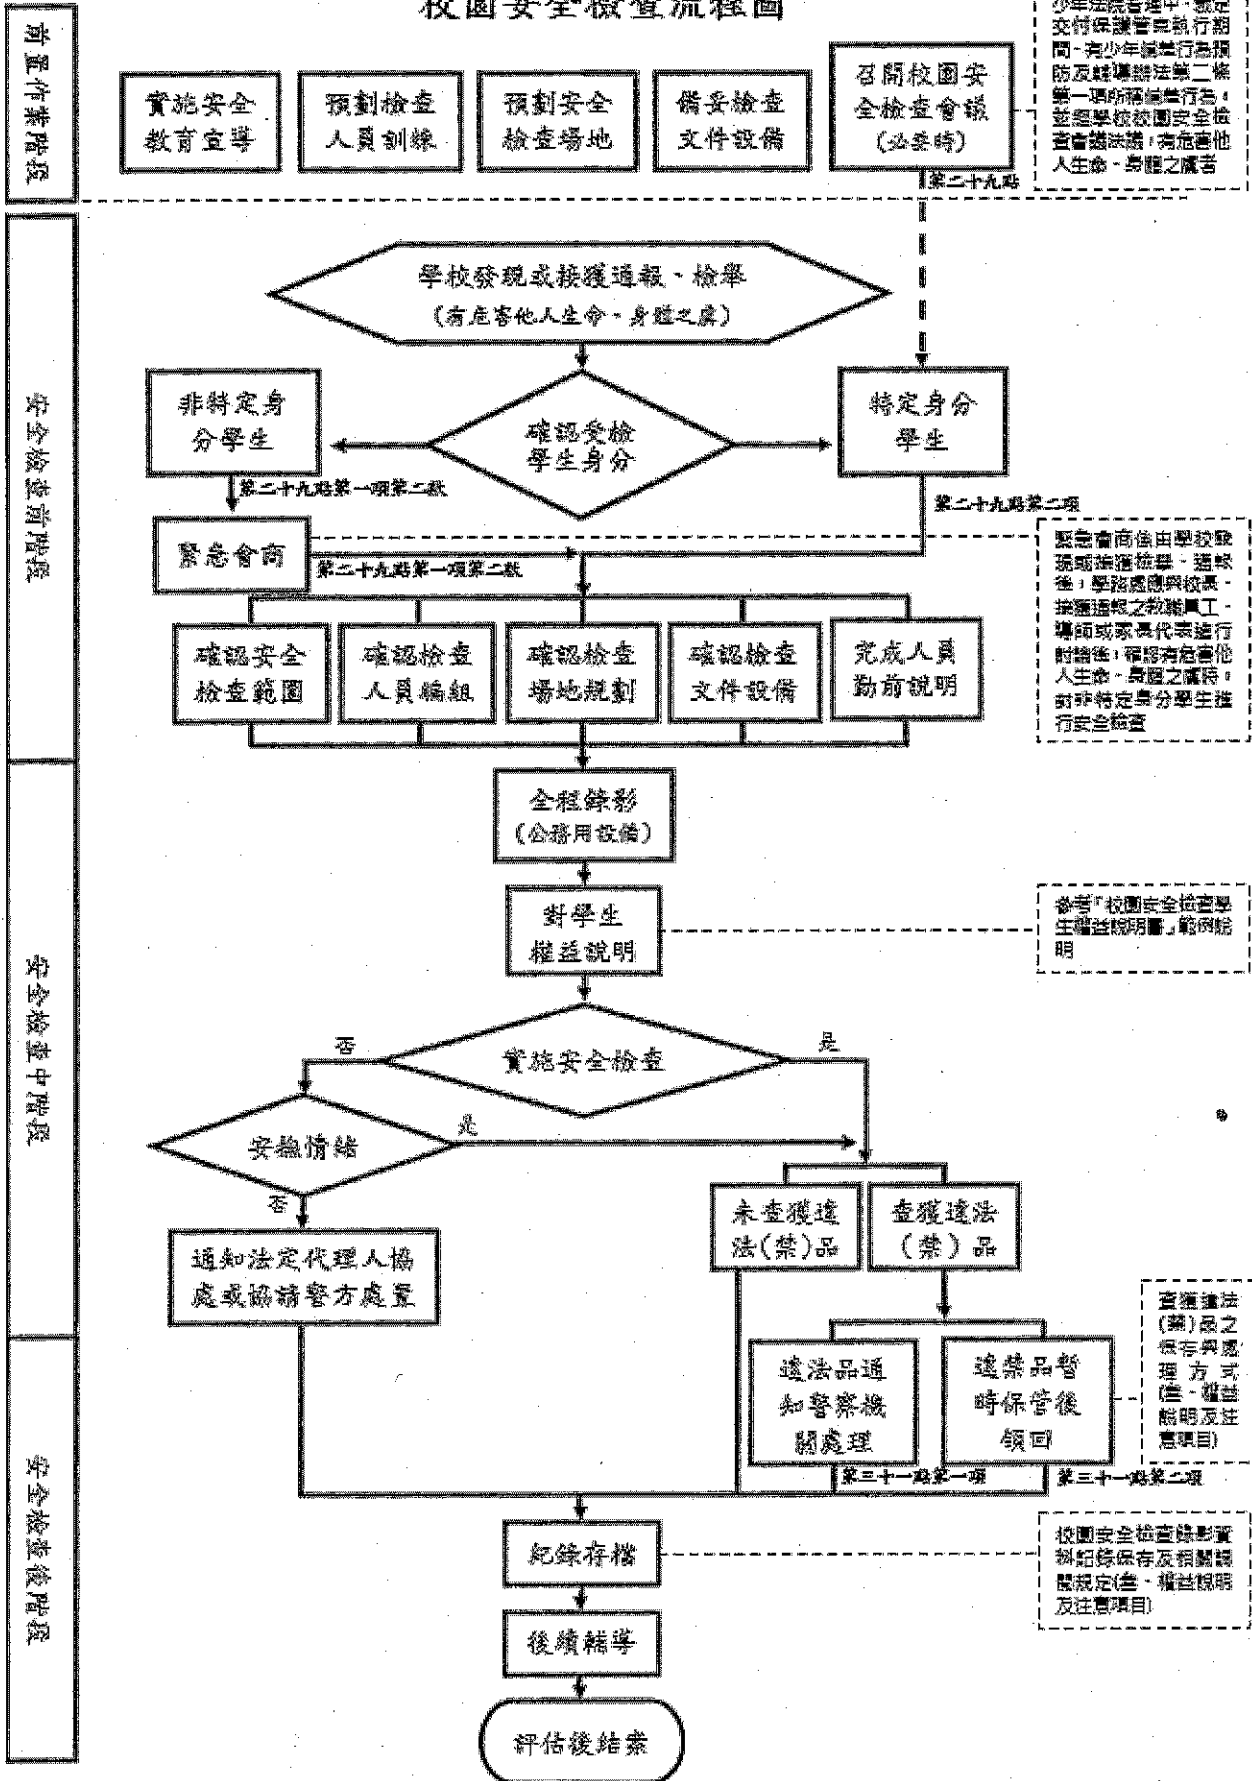 校園安全檢查流程圖
前置作業階段
實施安全
教育宣導
預劃檢查
人員訓練
預劃安全
檢查場地
備妥檢查
文件設備
召開校園安
全檢查會議
(必要時)
交付保護管束執行期
間、有少年偏差行為預
防及輔導辦法第二條
第一項所稱偏差行為，
並經學校校園安全檢
查會議決議，有危害他
人生命、身體之虞者
第二十九點
安全檢查前階段
學校發現或接獲通報、檢舉
(有危害他人生命、身體之虞)
非特定身
分學生
確認受檢
學生身分
特定身分
學生
第二十九點第一項第二款
第二十九點第二項
緊急會商
第二十九點第一項第二款
緊急會商係由學校發
現或接獲檢舉、通報
後，學務處應與校長、
接獲通報之教職員工、
導師或家長代表進行
討論後，確認有危害他
人生命、身體之虞時，
對非特定身分學生進
行安全檢查
確認安全
檢查範圍
確認檢查
人員編組
確認檢查
場地規劃
確認檢查
文件設備
完成人員
勤前說明
安全檢查中階段
全程錄影
(公務用設備)
對學生
權益說明
參考「校園安全檢查學
生權益說明書」範例說
明
實施安全檢查
否
是
安撫情緒
是
否
通知法定代理人協
處或協請警方處置
未查獲違
法(禁)品
查獲違法
(禁)品
查獲違法
(禁)品之
保存與處
理方式
(壹、權益
說明及注
意項目)
違法品通
知警察機
關處理
違禁品暫
時保管後
領回
第三十一點第一項
第三十一點第二項
安全檢查後階段
紀錄存檔
校園安全檢查錄影資
料記錄保存及相關調
閱規定(壹、權益說明
及注意項目)
後續輔導
評估後結案